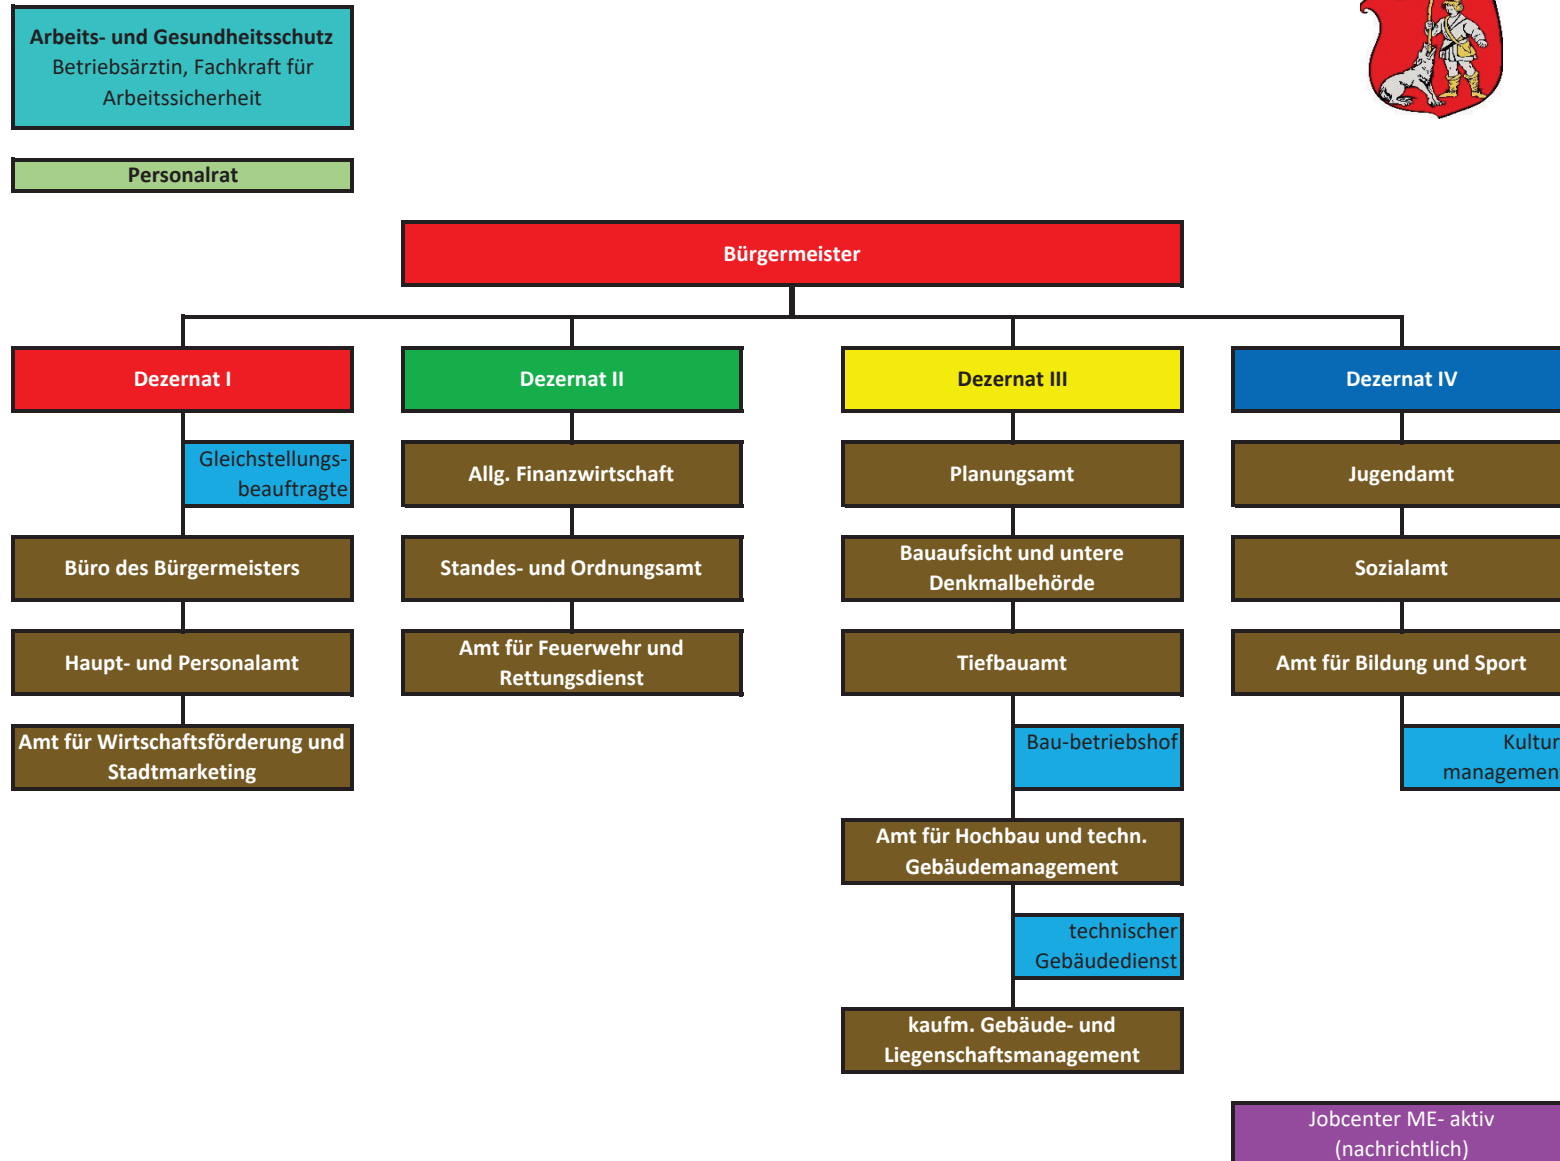 Arbeits- und Gesundheitsschutz
Betriebsärztin, Fachkraft für
Arbeitssicherheit
Personalrat
Bürgermeister
Dezernat I
Dezernat II
Dezernat III
Dezernat IV
Gleichstellungs-
beauftragte
Allg. Finanzwirtschaft
Planungsamt
Jugendamt
Büro des Bürgermeisters
Standes- und Ordnungsamt
Bauaufsicht und untere
Denkmalbehörde
Sozialamt
Haupt- und Personalamt
Amt für Feuerwehr und
Rettungsdienst
Tiefbauamt
Amt für Bildung und Sport
Amt für Wirtschaftsförderung und
Stadtmarketing
Bau-betriebshof
Kultur
managemen
Amt für Hochbau und techn.
Gebäudemanagement
technischer
Gebäudedienst
kaufm. Gebäude- und
Liegenschaftsmanagement
Jobcenter ME- aktiv
(nachrichtlich)